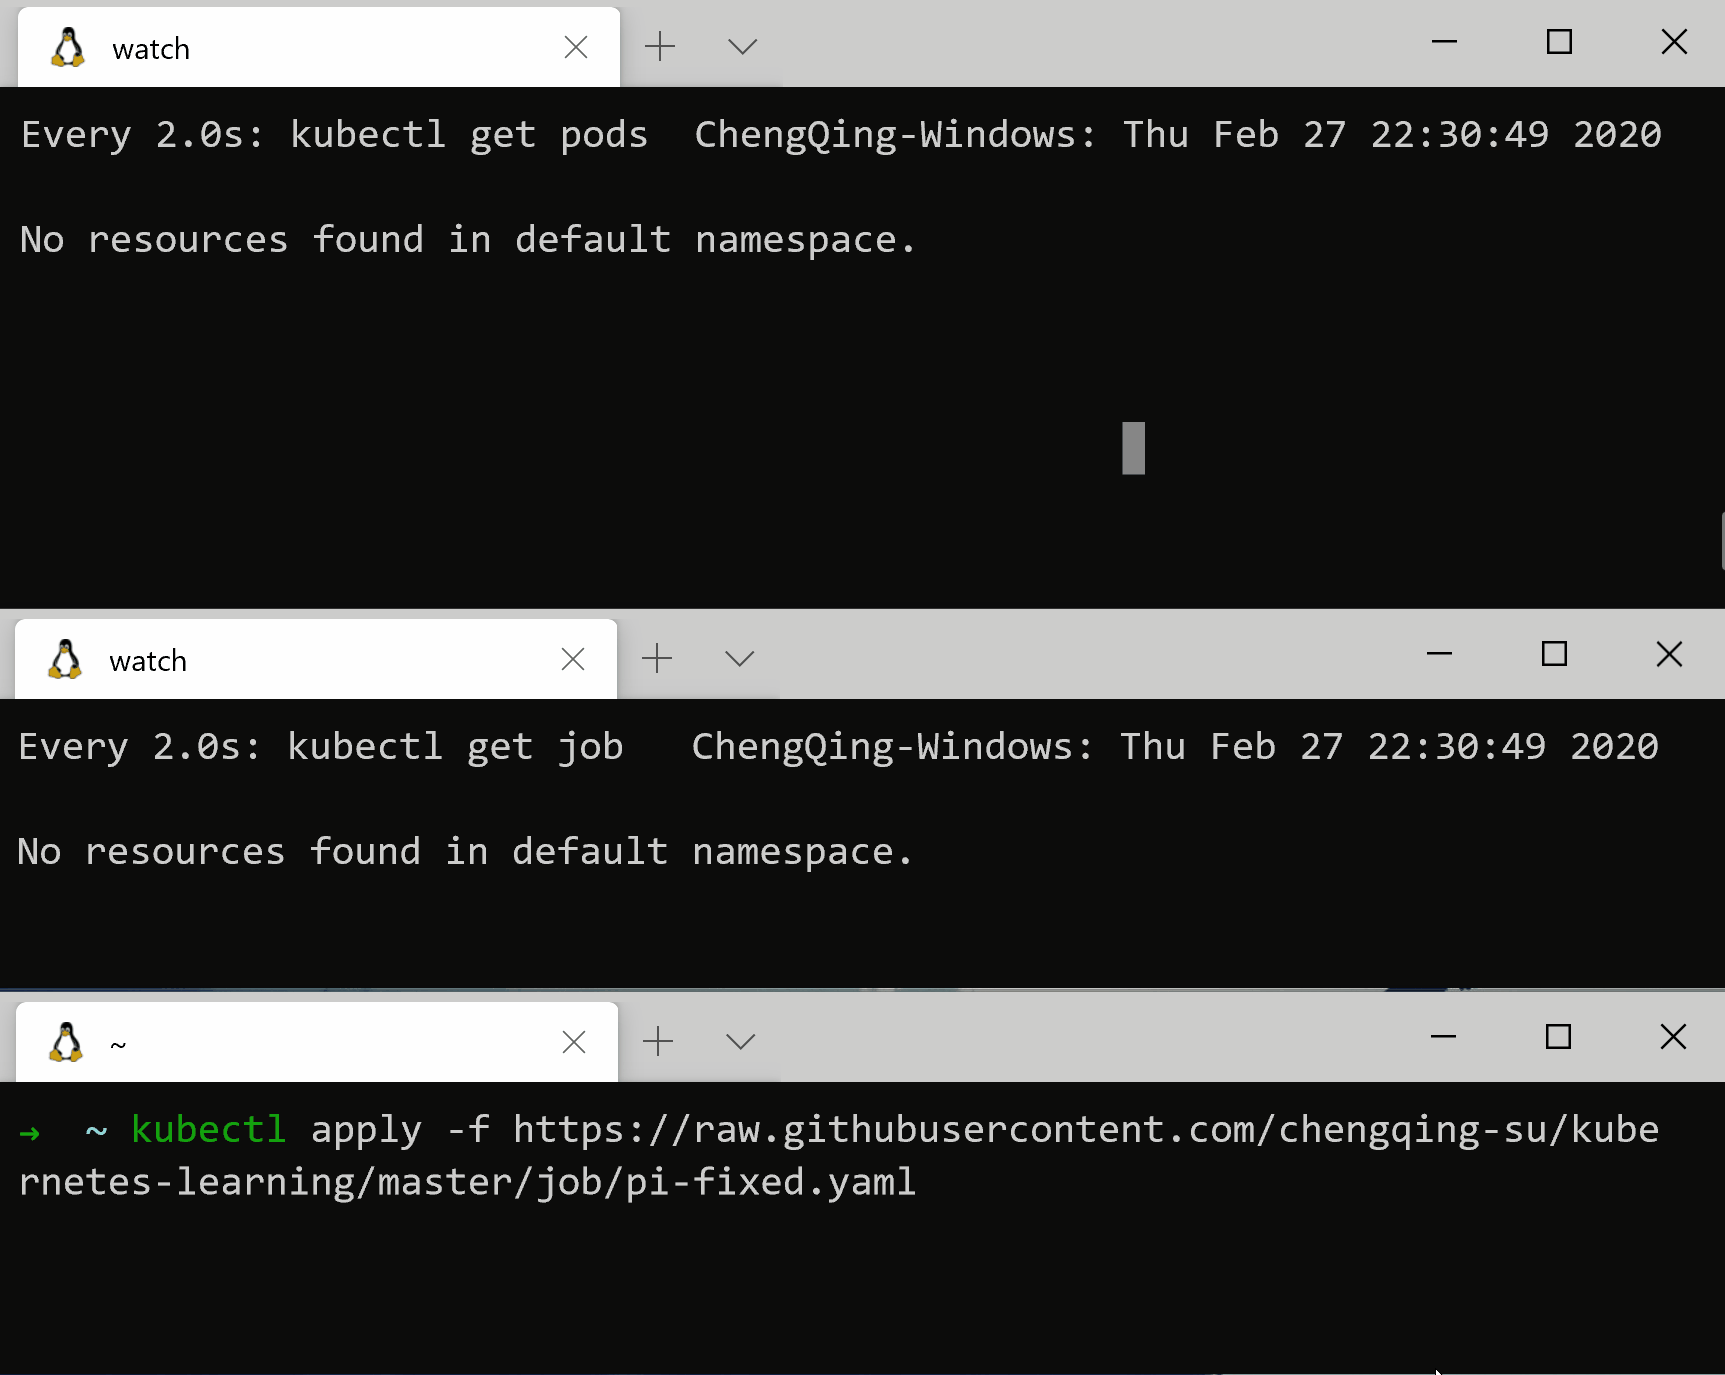 watch
Every 2.0s: kubectl get pods  ChengQing-Windows: Thu Feb 27 22:30:49 2020
No resources found in default namespace.
watch
Every 2.0s: kubectl get job   ChengQing-Windows: Thu Feb 27 22:30:49 2020
No resources found in default namespace.
~
→  ~ kubectl apply -f https://raw.githubusercontent.com/chengqing-su/kube
rnetes-learning/master/job/pi-fixed.yaml